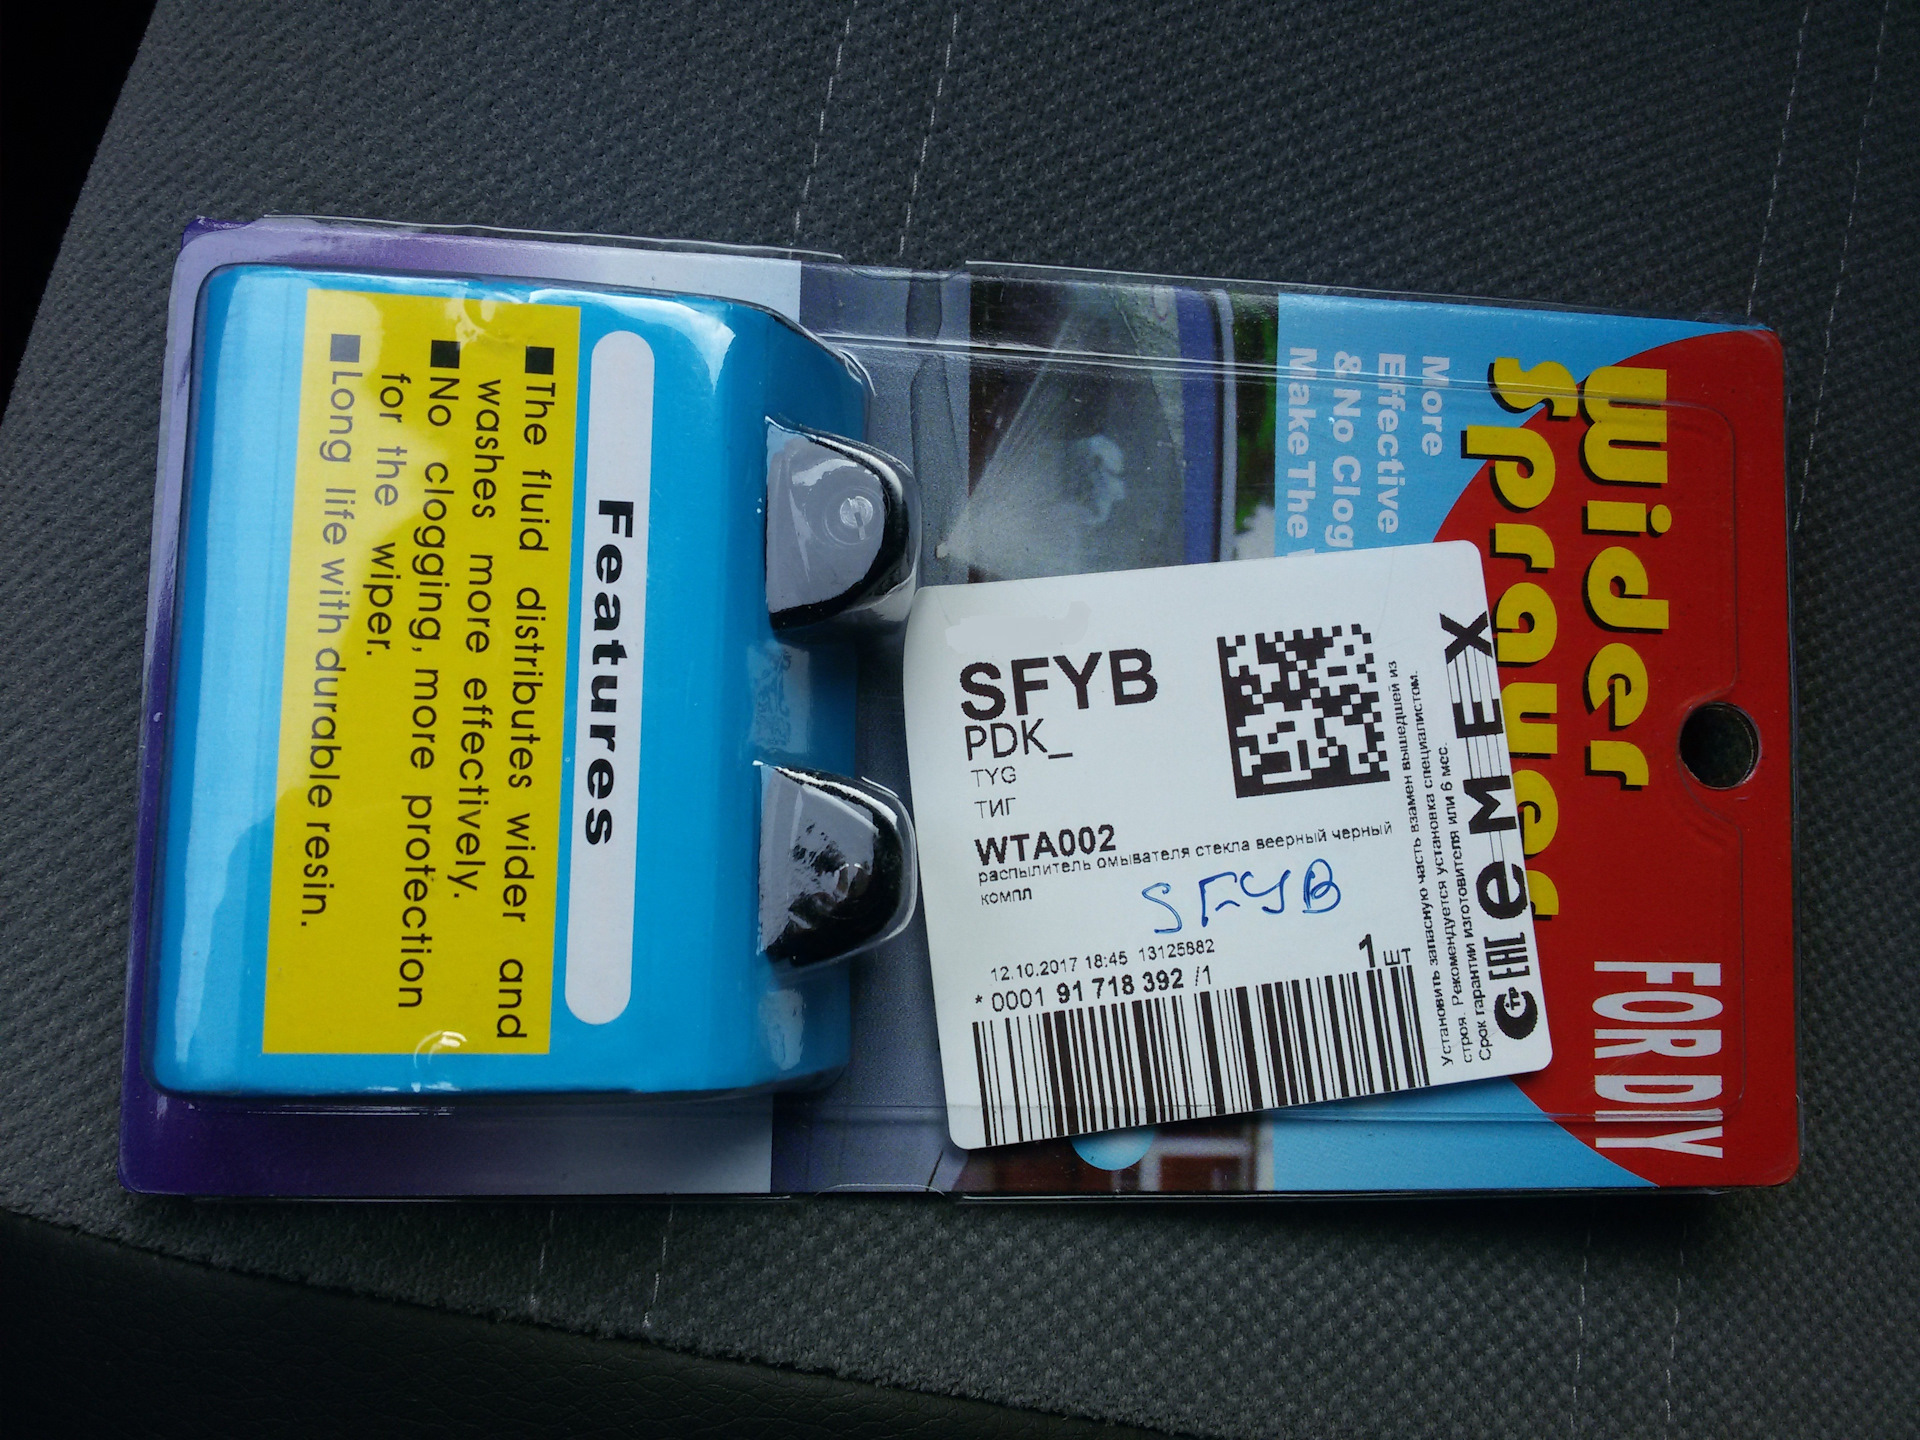 Wider
Sprayer
FOR DIY
More
Effective
& No Clog
Make The
Features
■ The fluid distributes wider and
washes more effectively.
■ No clogging, more protection
for the wiper.
■ Long life with durable resin.
SFYB
PDK_
TYG
ТИГ
WTA002
распылитель омывателя стекла веерный черный
компл
SFYB
12.10.2017 18:45 13125882
1 ШТ
* 0001 91 718 392 /1
Установить запасную часть взамен вышедшей из
строя. Рекомендуется установка специалистом.
Срок гарантии изготовителя или 6 мес.
EMEX